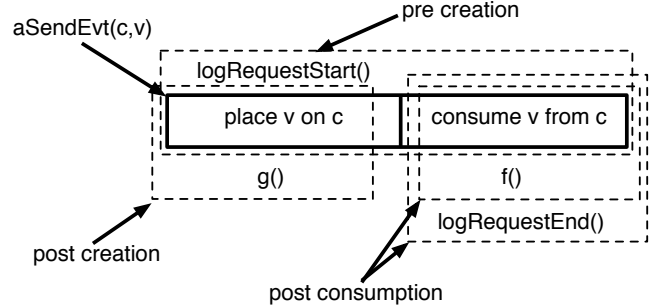 pre creation
aSendEvt(c,v)
logRequestStart()
place v on c
consume v from c
g()
f()
logRequestEnd()
post creation
post consumption